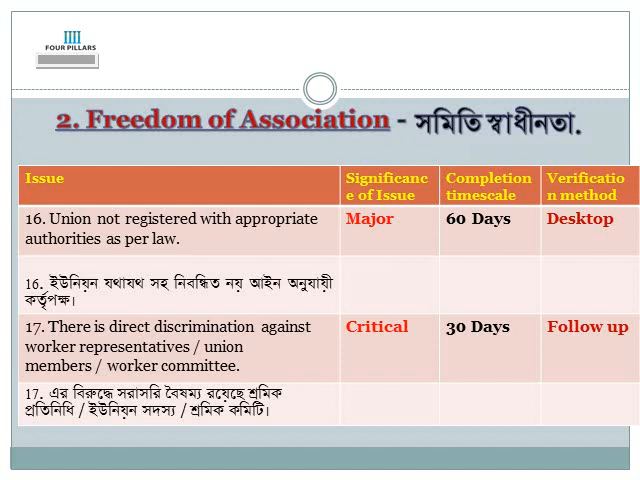 FOUR PILLARS
2. Freedom of Association - সমিতি স্বাধীনতা.
Issue
Significanc
e of Issue
Completion
timescale
Verificatio
n method
16. Union not registered with appropriate
authorities as per law.
Major
60 Days
Desktop
16. ইউনিয়ন যথাযথ সহ নিবন্ধিত নয় আইন অনুযায়ী
কর্তৃপক্ষ।
17. There is direct discrimination against
worker representatives / union
members / worker committee.
Critical
30 Days
Follow up
17. এর বিরুদ্ধে সরাসরি বৈষম্য রয়েছে শ্রমিক
প্রতিনিধি / ইউনিয়ন সদস্য / শ্রমিক কমিটি।